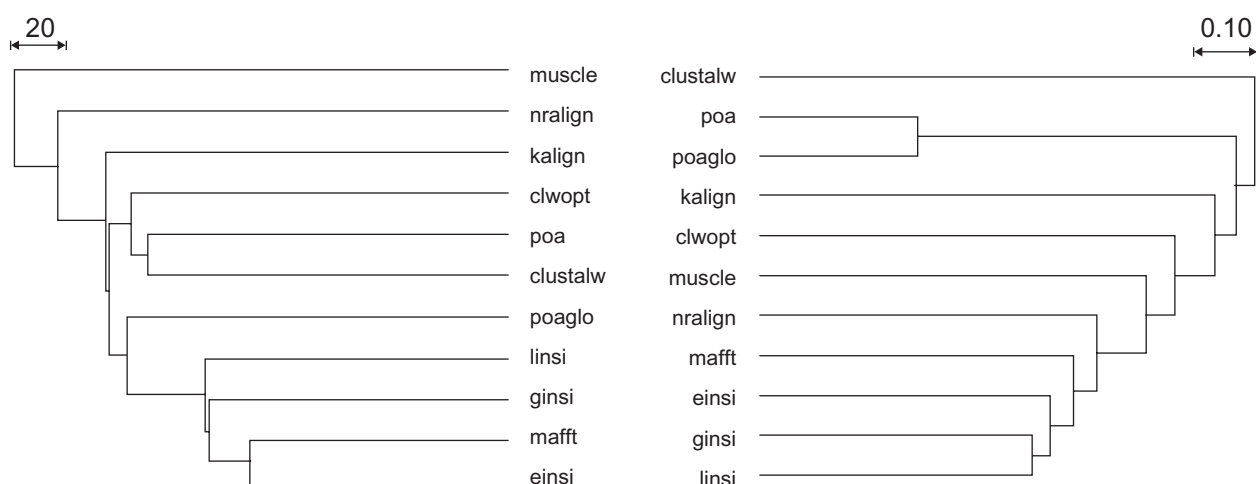 20
0.10
muscle
clustalw
nralign
poa
kalign
poaglo
clwopt
kalign
poa
clwopt
clustalw
muscle
poaglo
nralign
linsi
mafft
ginsi
einsi
mafft
ginsi
einsi
linsi